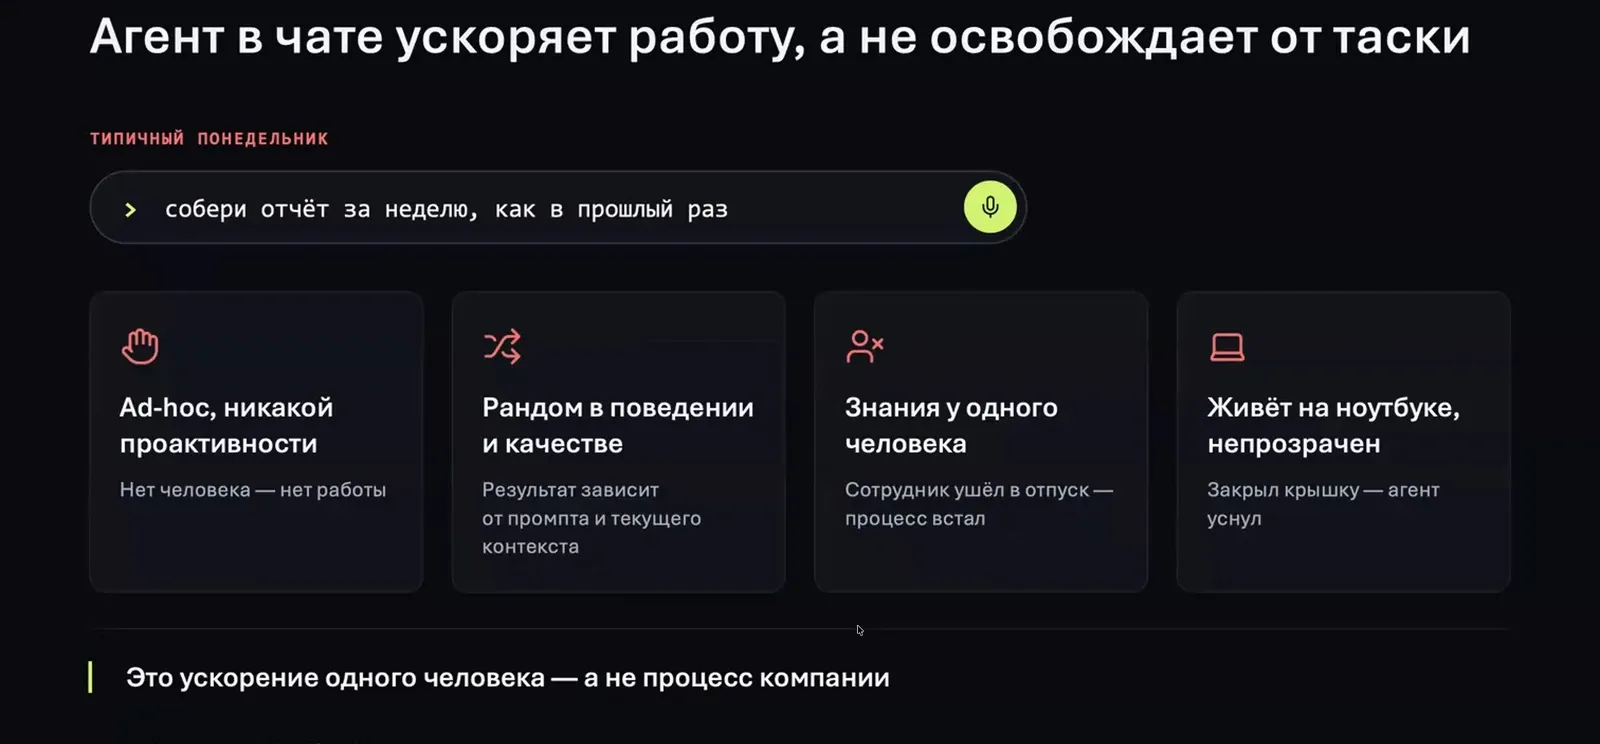 Агент в чате ускоряет работу, а не освобождает от таски
ТИПИЧНЫЙ ПОНЕДЕЛЬНИК
> собери отчёт за неделю, как в прошлый раз
Ad-hoc, никакой
проактивности
Нет человека — нет работы
Рандом в поведении
и качестве
Результат зависит
от промпта и текущего
контекста
Знания у одного
человека
Сотрудник ушёл в отпуск —
процесс встал
Живёт на ноутбуке,
непрозрачен
Закрыл крышку — агент
уснул
Это ускорение одного человека — а не процесс компании